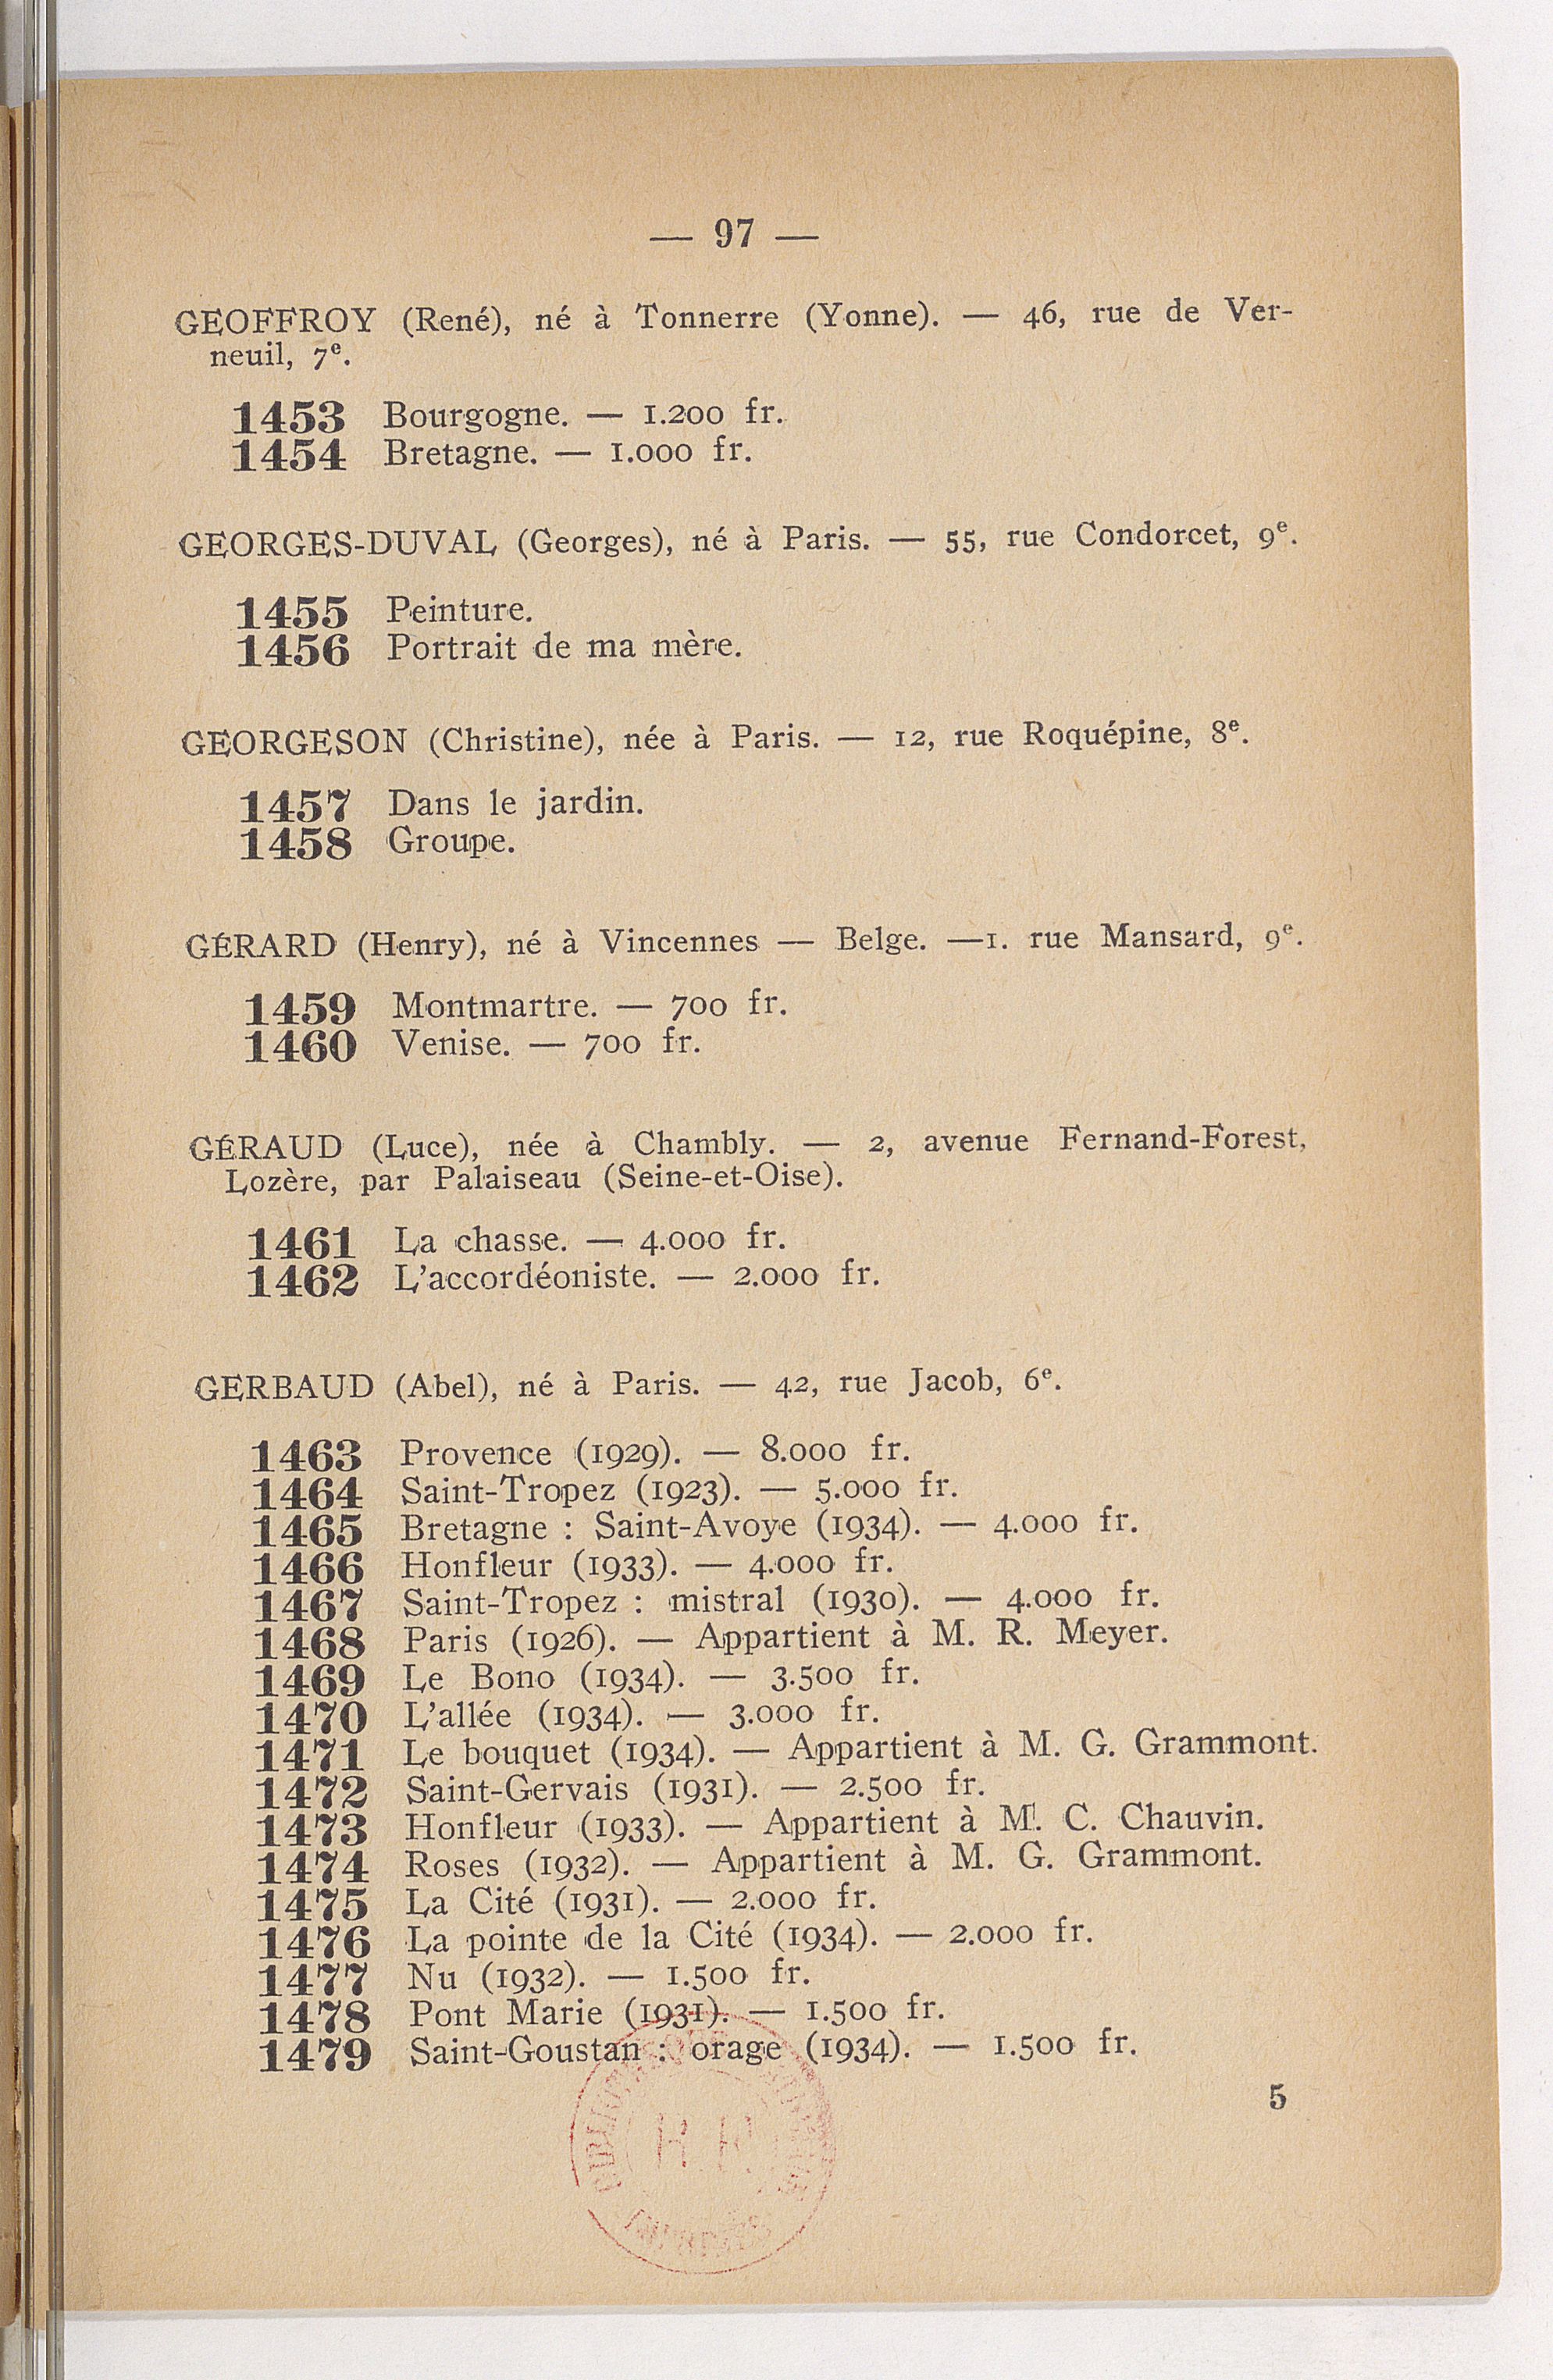 — 97 —
GEOFFROY (René), né à Tonnerre (Yonne). — 46, rue de Ver-
neuil, 7e.
1453 Bourgogne. — 1.200 fr.
1454 Bretagne. — 1.000 fr.
GEORGES-DUVAL (Georges), né à Paris. — 55, rue Condorcet, 9e.
1455 Peinture.
1456 Portrait de ma mère.
GEORGESON (Christine), née à Paris. — 12, rue Roquépine, 8e.
1457 Dans le jardin.
1458 Groupe.
GÉRARD (Henry), né à Vincennes — Belge. —1. rue Mansard, 9e.
1459 Montmartre. — 700 fr.
1460 Venise. — 700 fr.
GÉRAUD (Luce), née à Chambly. — 2, avenue Fernand-Forest,
Lozère, par Palaiseau (Seine-et-Oise).
1461 La chasse. — 4.000 fr.
1462 L'accordéoniste. — 2.000 fr.
GERBAUD (Abel), né à Paris. — 42, rue Jacob, 6e.
1463 Provence (1929). — 8.000 fr.
1464 Saint-Tropez (1923). — 5.000 fr.
1465 Bretagne : Saint-Avoye (1934). — 4.000 fr.
1466 Honfleur (1933). — 4.000 fr.
1467 Saint-Tropez : mistral (1930). — 4.000 fr.
1468 Paris (1926). — Appartient à M. R. Meyer.
1469 Le Bono (1934). — 3.500 fr.
1470 L'allée (1934). — 3.000 fr.
1471 Le bouquet (1934). — Appartient à M. G. Grammont.
1472 Saint-Gervais (1931). — 2.500 fr.
1473 Honfleur (1933). — Appartient à M. C. Chauvin.
1474 Roses (1932). — Appartient à M. G. Grammont.
1475 La Cité (1931). — 2.000 fr.
1476 La pointe de la Cité (1934). — 2.000 fr.
1477 Nu (1932). — 1.500 fr.
1478 Pont Marie (1931). — 1.500 fr.
1479 Saint-Goustan : orage (1934). — 1.500 fr.
5